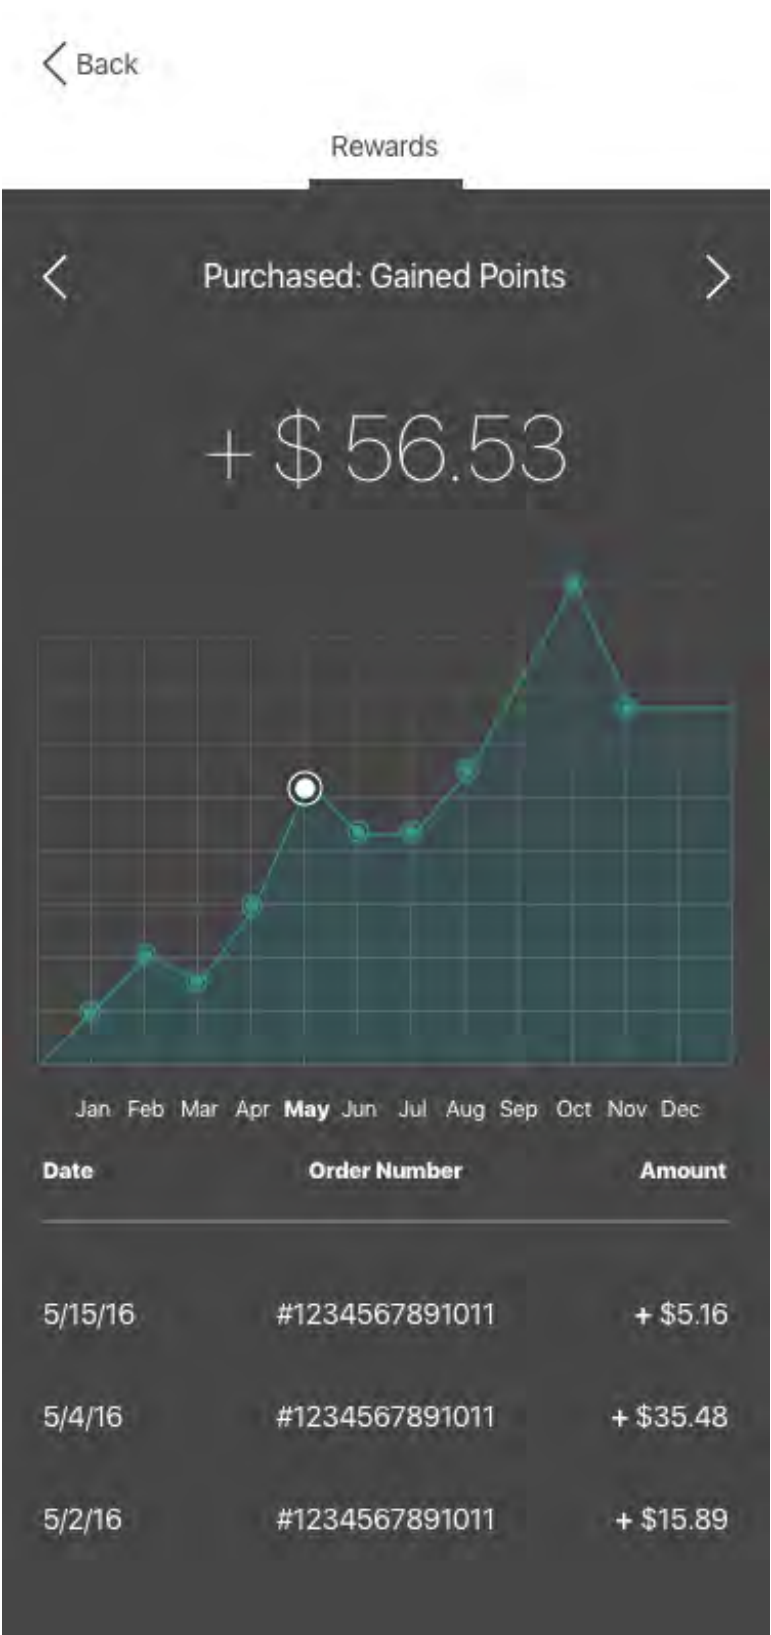 Back
Rewards
Purchased: Gained Points
+ $ 56.53
Jan Feb Mar Apr May Jun Jul Aug Sep Oct Nov Dec
Date Order Number Amount
5/15/16 #1234567891011 + $5.16
5/4/16 #1234567891011 + $35.48
5/2/16 #1234567891011 + $15.89